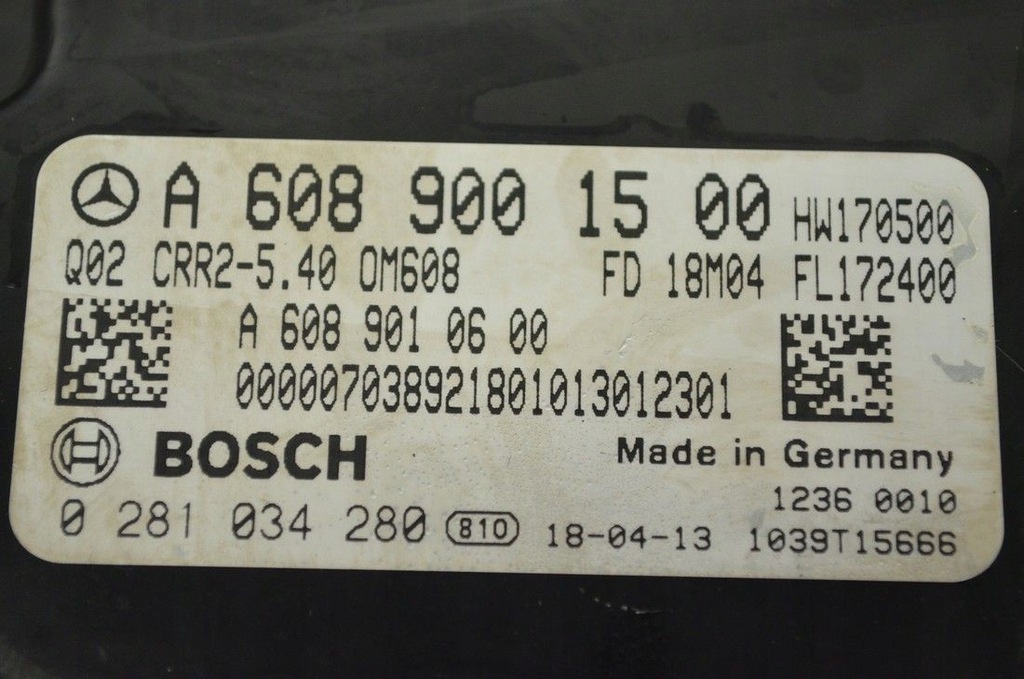 A 608 900 15 00 HW170500
Q02 CRR2-5.40 OM608 FD 18M04 FL172400
A 608 901 06 00
000007038921801013012301
BOSCH Made in Germany
1236 0010
0 281 034 280 810 18-04-13 1039T15666